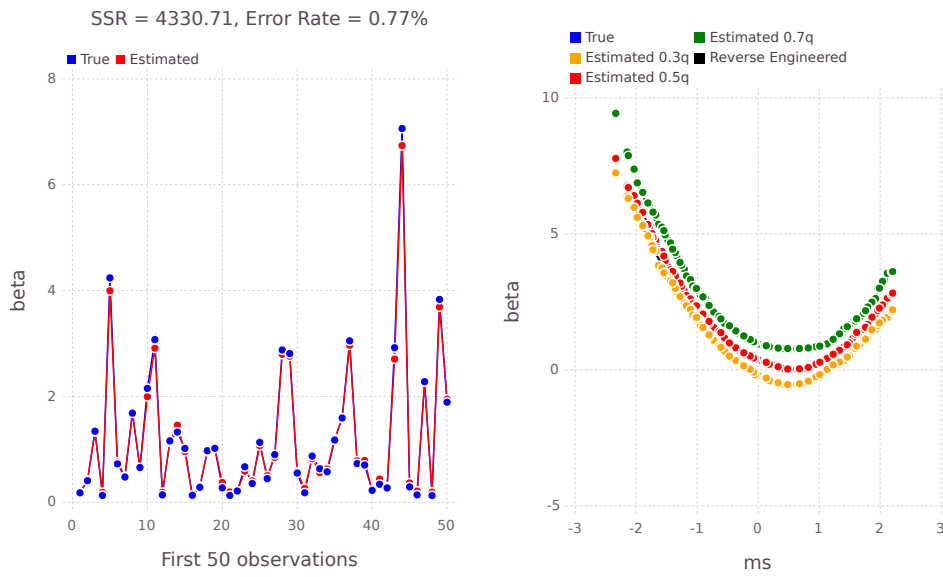 SSR = 4330.71, Error Rate = 0.77%
True Estimated
8
6
4
2
0
0 10 20 30 40 50
beta
First 50 observations
True Estimated 0.7q
Estimated 0.3q Reverse Engineered
Estimated 0.5q
10
5
0
-5
-3 -2 -1 0 1 2 3
beta
ms